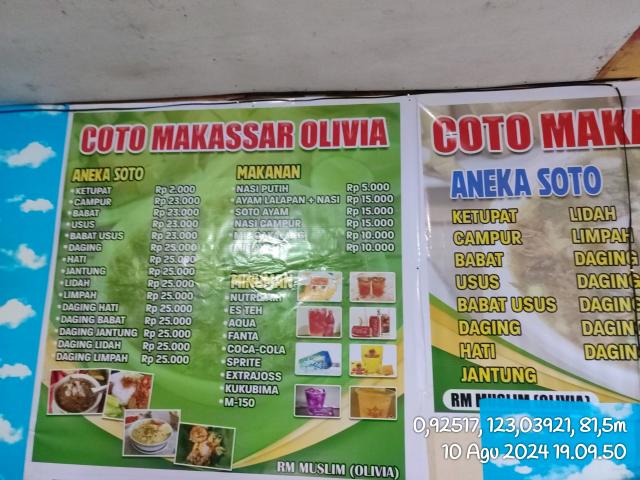 COTO MAKASSAR OLIVIA
ANEKA SOTO
KETUPAT Rp 2.000
CAMPUR Rp 23.000
BABAT Rp 23.000
USUS Rp 23.000
BABAT USUS Rp 23.000
DAGING Rp 25.000
HATI Rp 25.000
JANTUNG Rp 25.000
LIDAH Rp 25.000
LIMPAH Rp 25.000
DAGING HATI Rp 25.000
DAGING BABAT Rp 25.000
DAGING JANTUNG Rp 25.000
DAGING LIDAH Rp 25.000
DAGING LIMPAH Rp 25.000
MAKANAN
NASI PUTIH Rp 5.000
AYAM LALAPAN + NASI Rp 15.000
SOTO AYAM Rp 15.000
NASI CAMPUR Rp 15.000
Rp 10.000
Rp 10.000
MINUMAN
NUTRISARI
ES TEH
AQUA
FANTA
COCA-COLA
SPRITE
EXTRAJOSS
KUKUBIMA
M-150
RM MUSLIM (OLIVIA)
COTO
ANEKA SOTO
KETUPAT LIDAH
CAMPUR LIMPAH
BABAT DAGING
USUS DAGING
BABAT USUS
DAGING
HATI
JANTUNG
RM MUSLIM (OLIVIA)
0,92517, 123,03921, 81,5m
10 Agu 2024 19.09.50